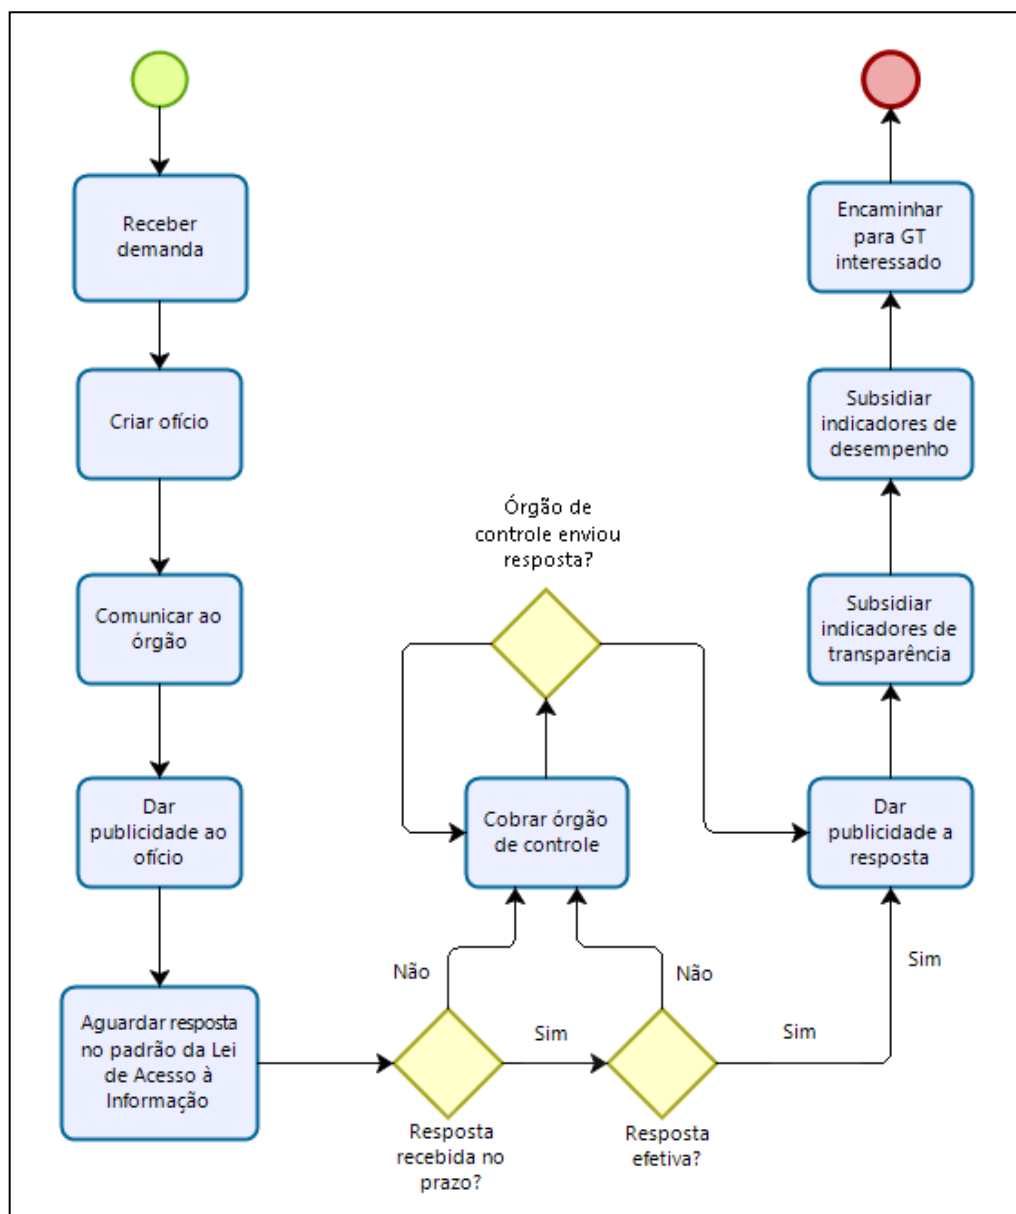 Receber
demanda
Criar ofício
Comunicar ao
órgão
Dar
publicidade ao
ofício
Aguardar resposta
no padrão da Lei
de Acesso à
Informação
Resposta
recebida no
prazo?
Não
Sim
Resposta
efetiva?
Não
Sim
Sim
Cobrar órgão
de controle
Órgão de
controle enviou
resposta?
Dar
publicidade a
resposta
Subsidiar
indicadores de
transparência
Subsidiar
indicadores de
desempenho
Encaminhar
para GT
interessado